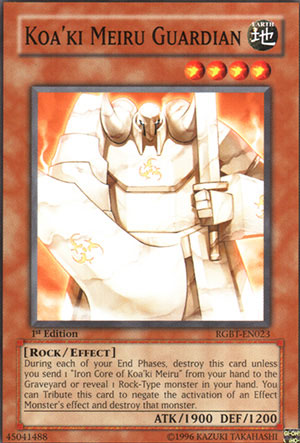 KOA'KI MEIRU GUARDIAN
EARTH
地
1st Edition
RGBT-EN023
[ROCK/EFFECT]
During each of your End Phases, destroy this card unless
you send 1 "Iron Core of Koa'ki Meiru" from your hand to the
Graveyard or reveal 1 Rock-Type monster in your hand. You
can Tribute this card to negate the activation of an Effect
Monster's effect and destroy that monster.
ATK/1900 DEF/1200
45041488
©1996 KAZUKI TAKAHASHI